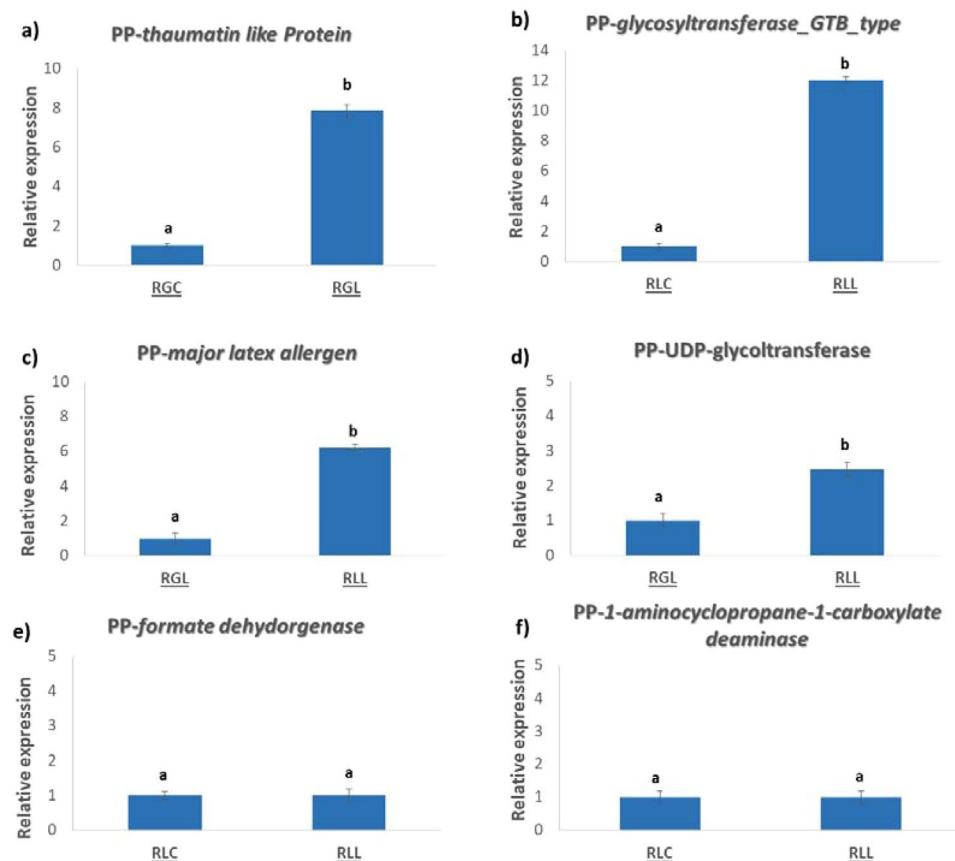 a)
PP-thaumatin like Protein
Relative expression
10
8
6
4
2
0
a
b
RGC
RGL
b)
PP-glycosyltransferase_GTB_type
Relative expression
14
12
10
8
6
4
2
0
a
b
RLC
RLL
c)
PP-major latex allergen
Relative expression
10
8
6
4
2
0
a
b
RGL
RLL
d)
PP-UDP-glycoltransferase
Relative expression
5
4
3
2
1
0
a
b
RGL
RLL
e)
PP-formate dehydorgenase
Relative expression
5
4
3
2
1
0
a
a
RLC
RLL
f)
PP-1-aminocyclopropane-1-carboxylate
deaminase
Relative expression
5
4
3
2
1
0
a
a
RLC
RLL